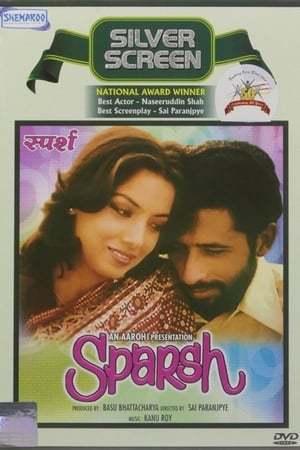 SHEMAROO
SILVER
SCREEN
NATIONAL AWARD WINNER
Best Actor - Naseeruddin Shah
Best Screenplay - Sai Paranjpye
स्पर्श
AN AAROHI PRESENTATION
Sparsh
PRODUCED BY : BASU BHATTACHARYA DIRECTED BY : SAI PARANJPYE
MUSIC : KANU ROY
DVD